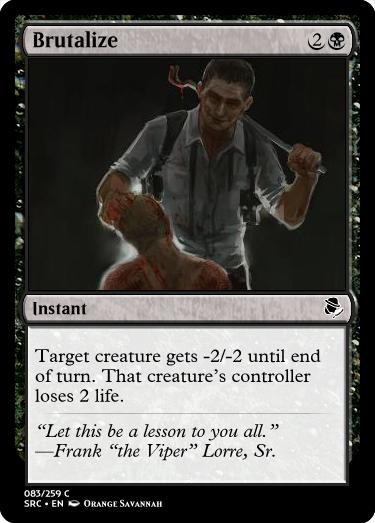 Brutalize 2
Instant
Target creature gets -2/-2 until end
of turn. That creature's controller
loses 2 life.
“Let this be a lesson to you all.”
—Frank “the Viper” Lorre, Sr.
083/259 C
SRC • EN Orange Savannah